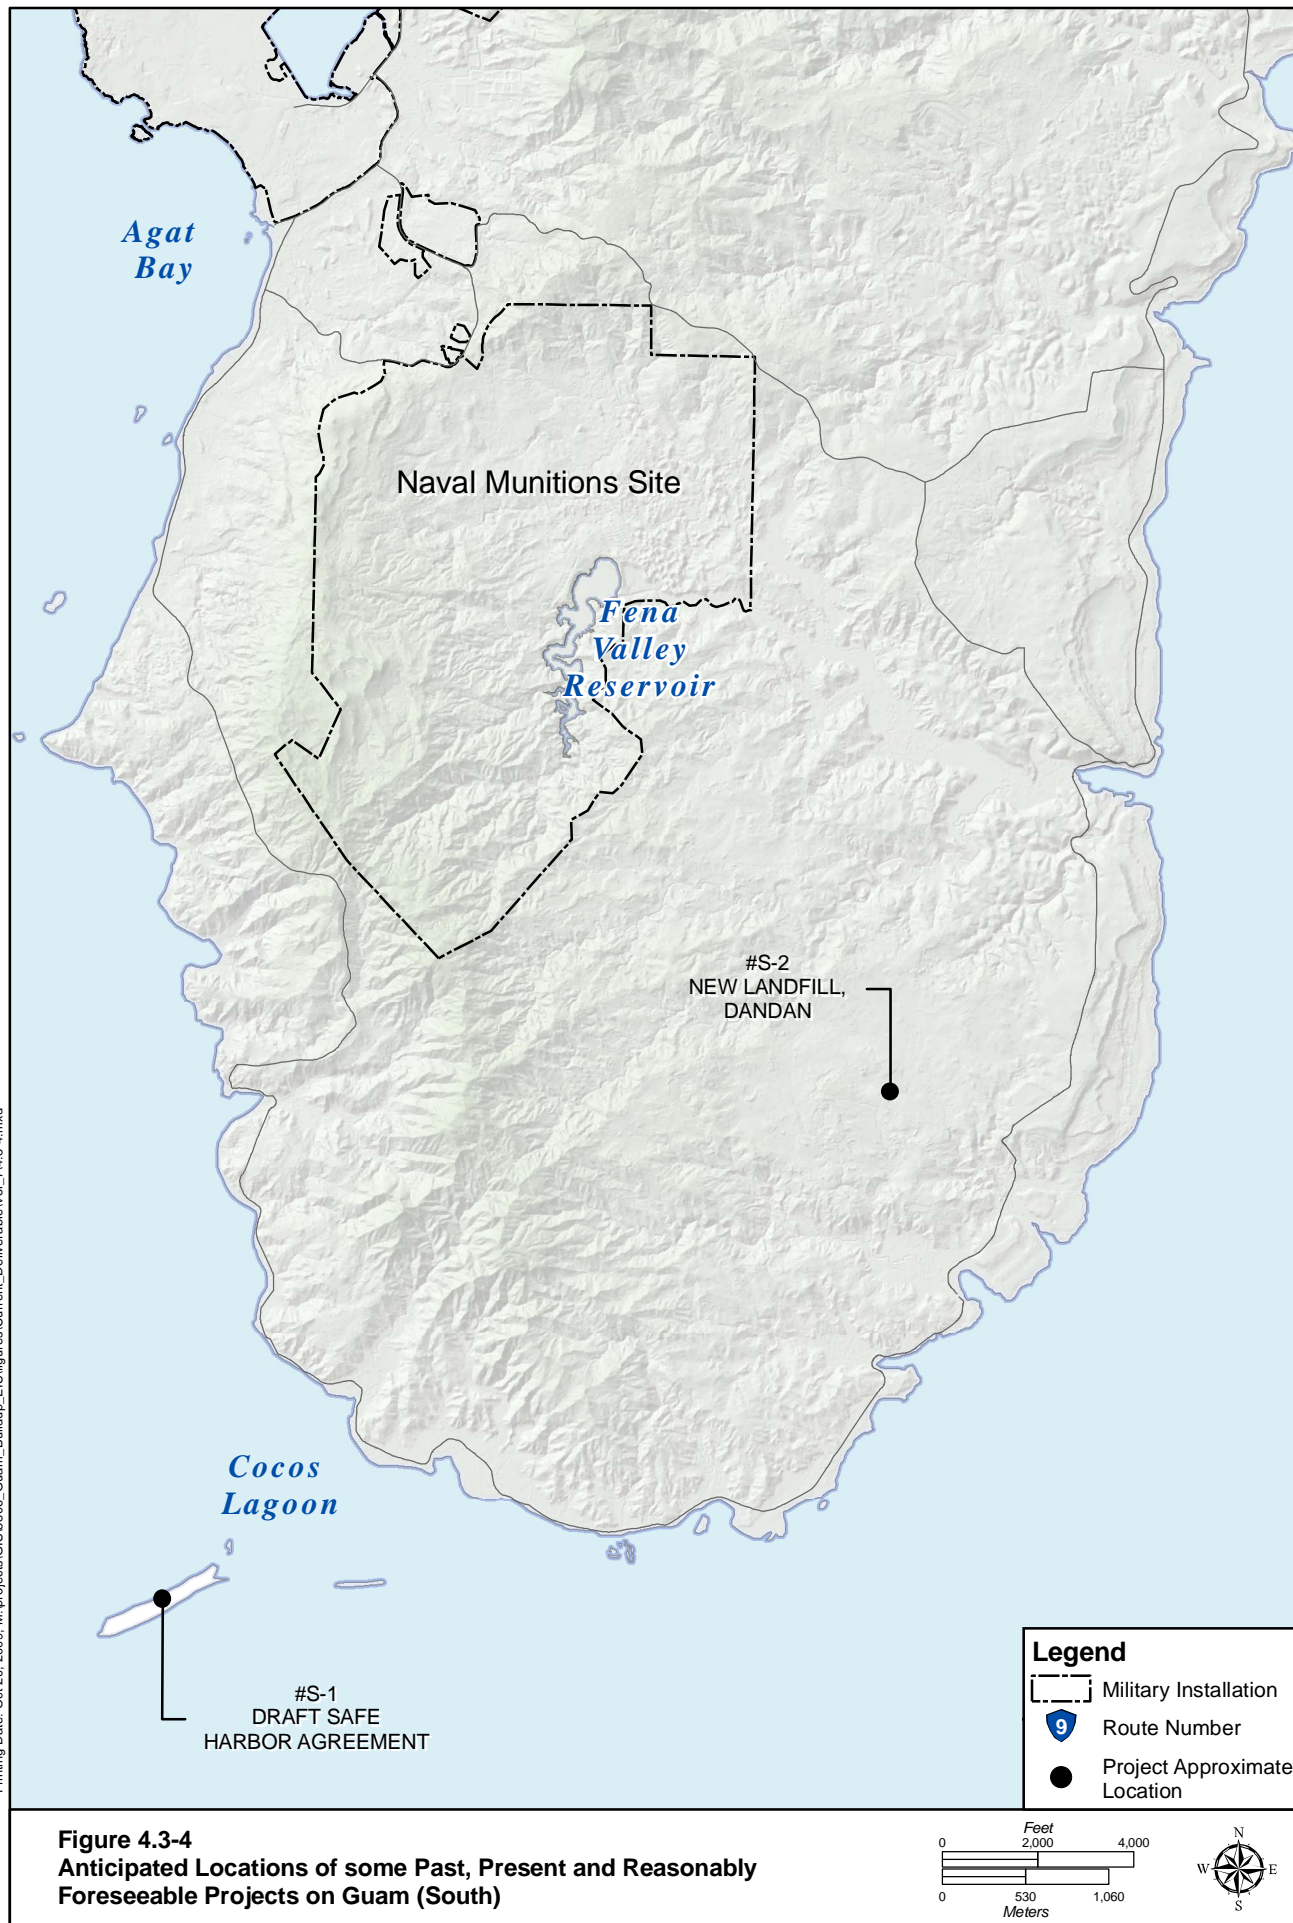 Agat
Bay
Naval Munitions Site
Fena
Valley
Reservoir
#S-2
NEW LANDFILL,
DANDAN
Cocos
Lagoon
#S-1
DRAFT SAFE
HARBOR AGREEMENT
Legend
Military Installation
9 Route Number
Project Approximate
Location
Figure 4.3-4
Anticipated Locations of some Past, Present and Reasonably
Foreseeable Projects on Guam (South)
Feet
0 2,000 4,000
0 530 1,060
Meters
N
W E
S